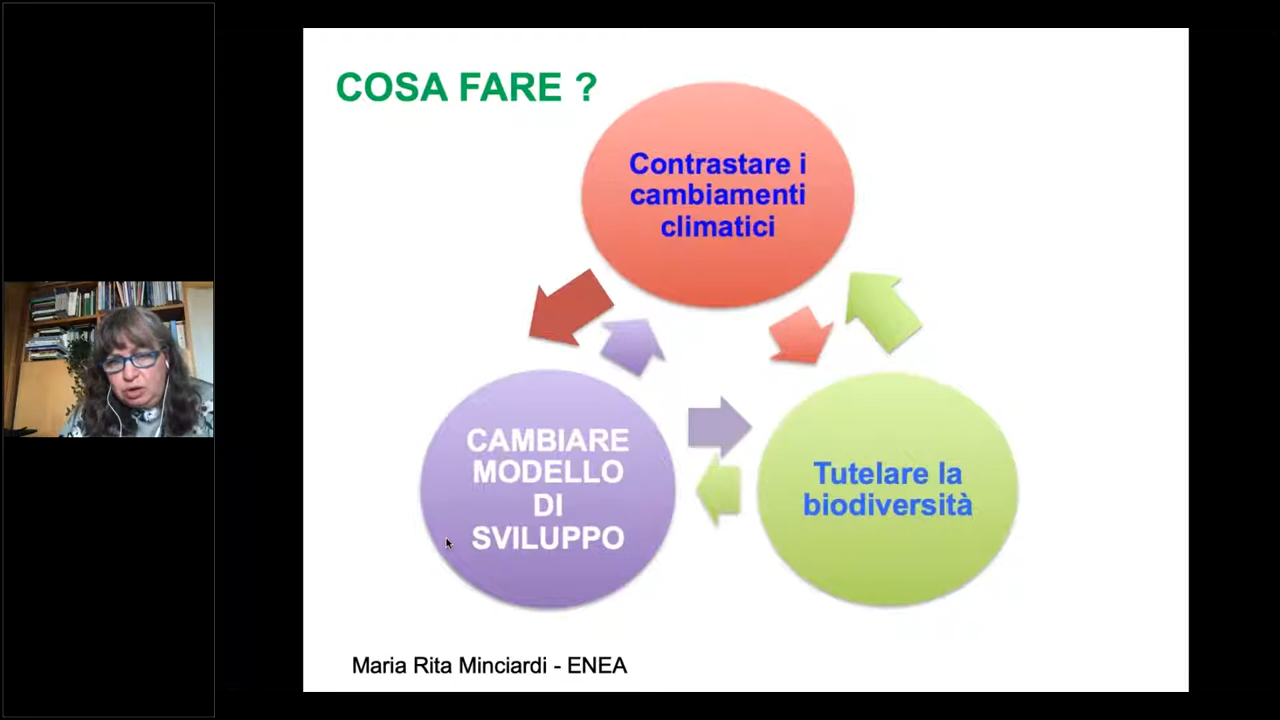 COSA FARE ?
Contrastare i
cambiamenti
climatici
CAMBIARE
MODELLO
DI
SVILUPPO
Tutelare la
biodiversità
Maria Rita Minciardi - ENEA